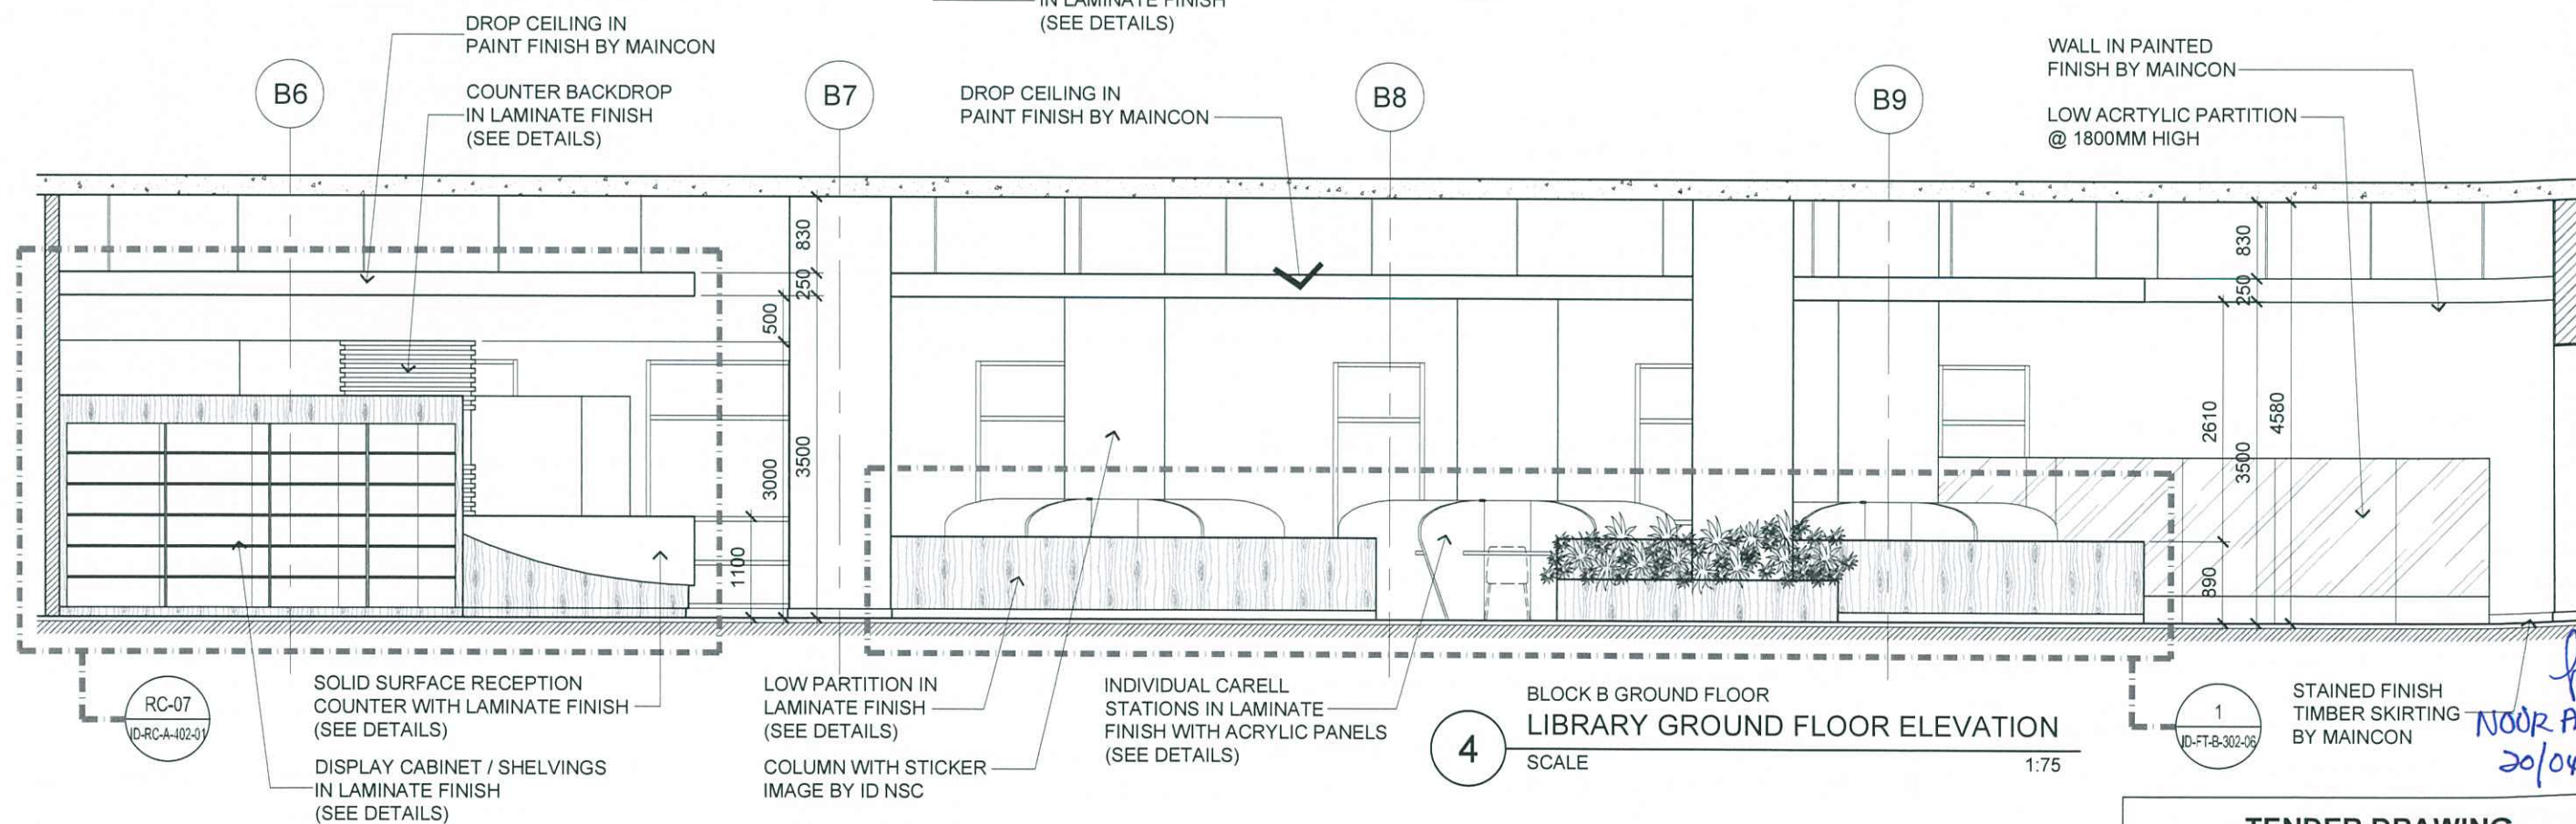 IN LAMINATE FINISH
(SEE DETAILS)
DROP CEILING IN
PAINT FINISH BY MAINCON
COUNTER BACKDROP
IN LAMINATE FINISH
(SEE DETAILS)
DROP CEILING IN
PAINT FINISH BY MAINCON
WALL IN PAINTED
FINISH BY MAINCON
LOW ACRTYLIC PARTITION
@ 1800MM HIGH
B6
B7
B8
B9
830
250
500
3000
3500
1100
830
250
2610
3500
4580
890
RC-07
ID-RC-A-402-01
SOLID SURFACE RECEPTION
COUNTER WITH LAMINATE FINISH
(SEE DETAILS)
DISPLAY CABINET / SHELVINGS
IN LAMINATE FINISH
(SEE DETAILS)
LOW PARTITION IN
LAMINATE FINISH
(SEE DETAILS)
COLUMN WITH STICKER
IMAGE BY ID NSC
INDIVIDUAL CARELL
STATIONS IN LAMINATE
FINISH WITH ACRYLIC PANELS
(SEE DETAILS)
4
BLOCK B GROUND FLOOR
LIBRARY GROUND FLOOR ELEVATION
SCALE 1:75
1
ID-FT-B-302-06
STAINED FINISH
TIMBER SKIRTING
BY MAINCON
NOOR A
20/04
TENDER DRAWING